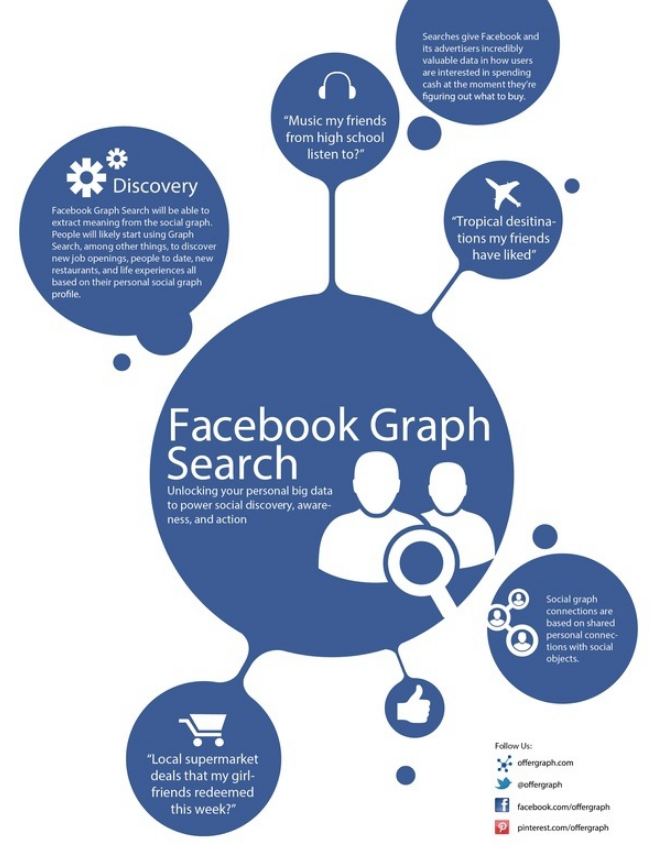 Searches give Facebook and
its advertisers incredibly
valuable data in how users
are interested in spending
cash at the moment they're
figuring out what to buy.
“Music my friends
from high school
listen to?”
Discovery
Facebook Graph Search will be able to
extract meaning from the social graph.
People will likely start using Graph
Search, among other things, to discover
new job openings, people to date, new
restaurants, and life experiences all
based on their personal social graph
profile.
“Tropical desitina-
tions my friends
have liked”
Facebook Graph
Search
Unlocking your personal big data
to power social discovery, aware-
ness, and action
Social graph
connections are
based on shared
personal connec-
tions with social
objects.
“Local supermarket
deals that my girl-
friends redeemed
this week?”
Follow Us:
offergraph.com
@offergraph
facebook.com/offergraph
pinterest.com/offergraph